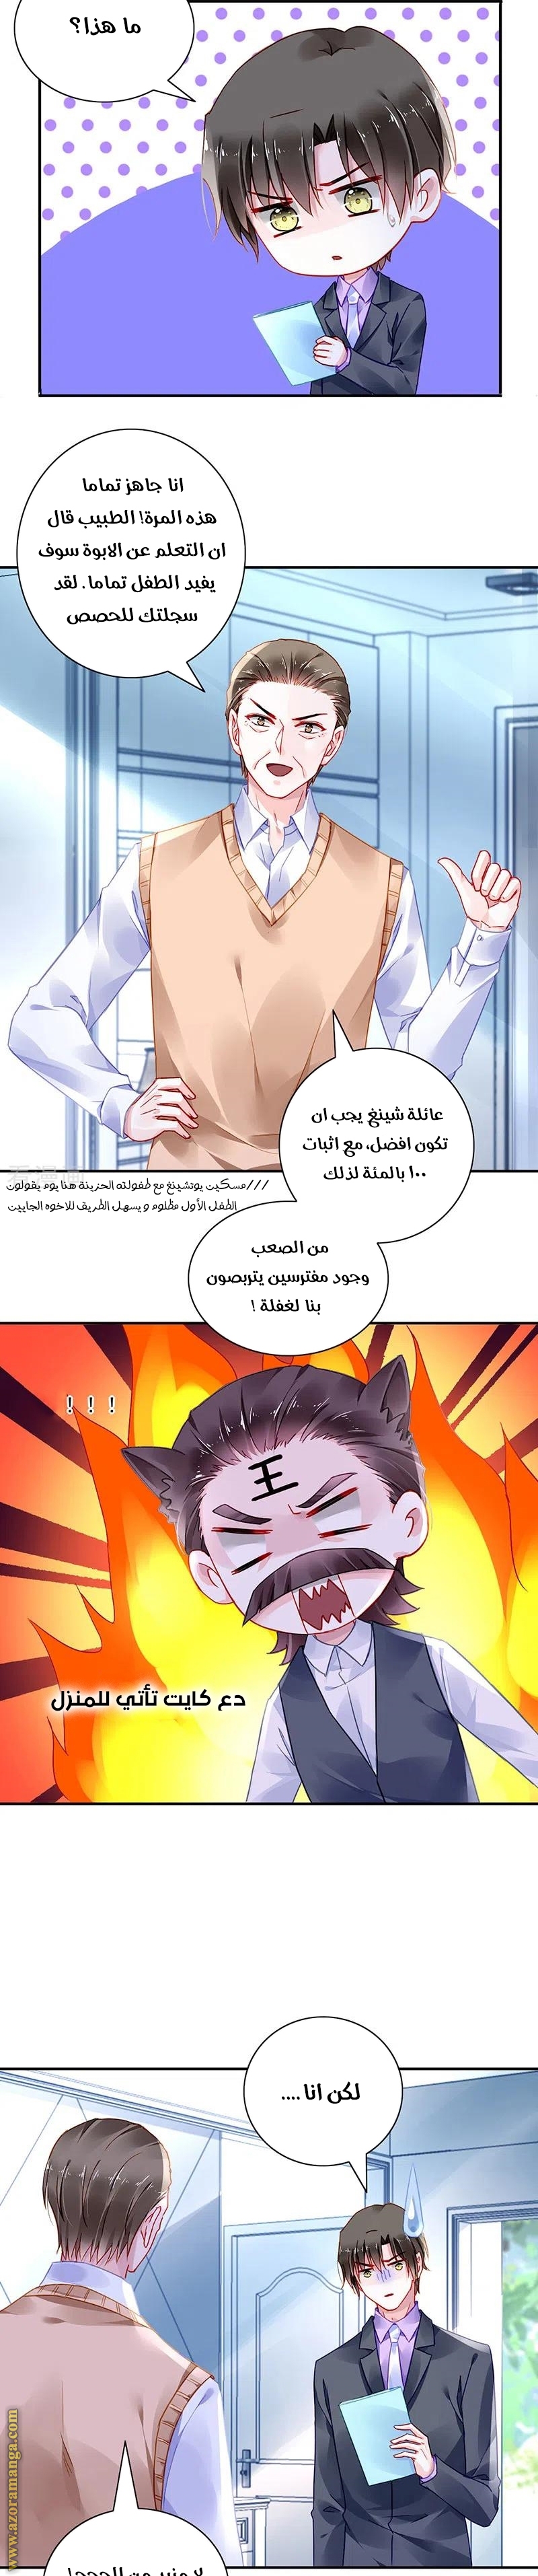 ما هذا؟
انا جاهز تماما
هذه المرة! الطبيب قال
ان التعلم عن الابوة سوف
يفيد الطفل تماما. لقد
سجلتك للحصص
عائلة شينغ يجب ان
تكون افضل، مع اثبات
١٠٠ بالمئة لذلك
///مسكين يوتشينغ مع طفولته الحزينة هنا يوم يقولون
الطفل الأول مظلوم و يسهل الطريق للاخوه الجايين
من الصعب
وجود مفترسين يتربصون
بنا لغفلة !
! ! !
王
دع كايت تأتي للمنزل
لكن انا ....
www.azoramanga.com
لا مزيد من